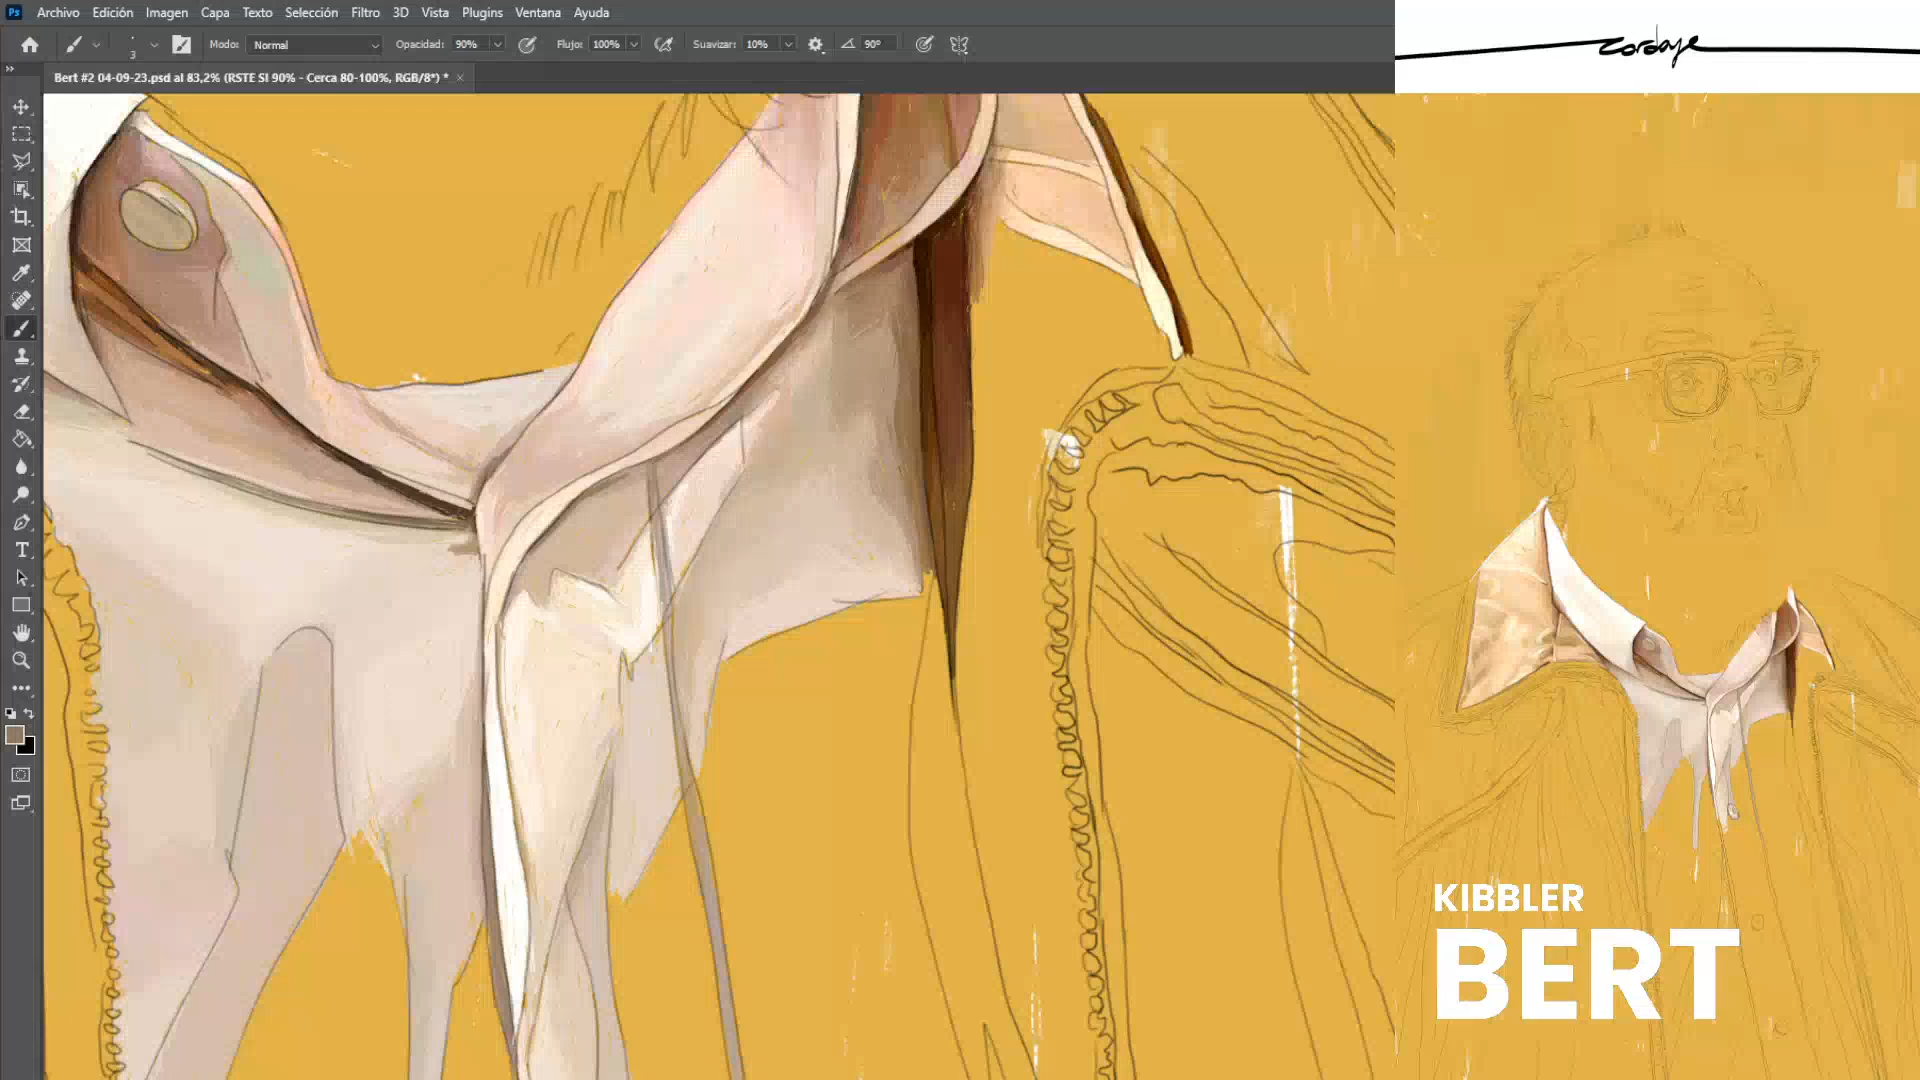 Ps Archivo Edición Imagen Capa Texto Selección Filtro 3D Vista Plugins Ventana Ayuda
3 Modo: Normal Opacidad: 90% Flujo: 100% Suavizar: 10% 90°
Bert #2 04-09-23.psd al 83,2% (RSTE SI 90% - Cerca 80-100%, RGB/8*) *
Cordaje
KIBBLER
BERT